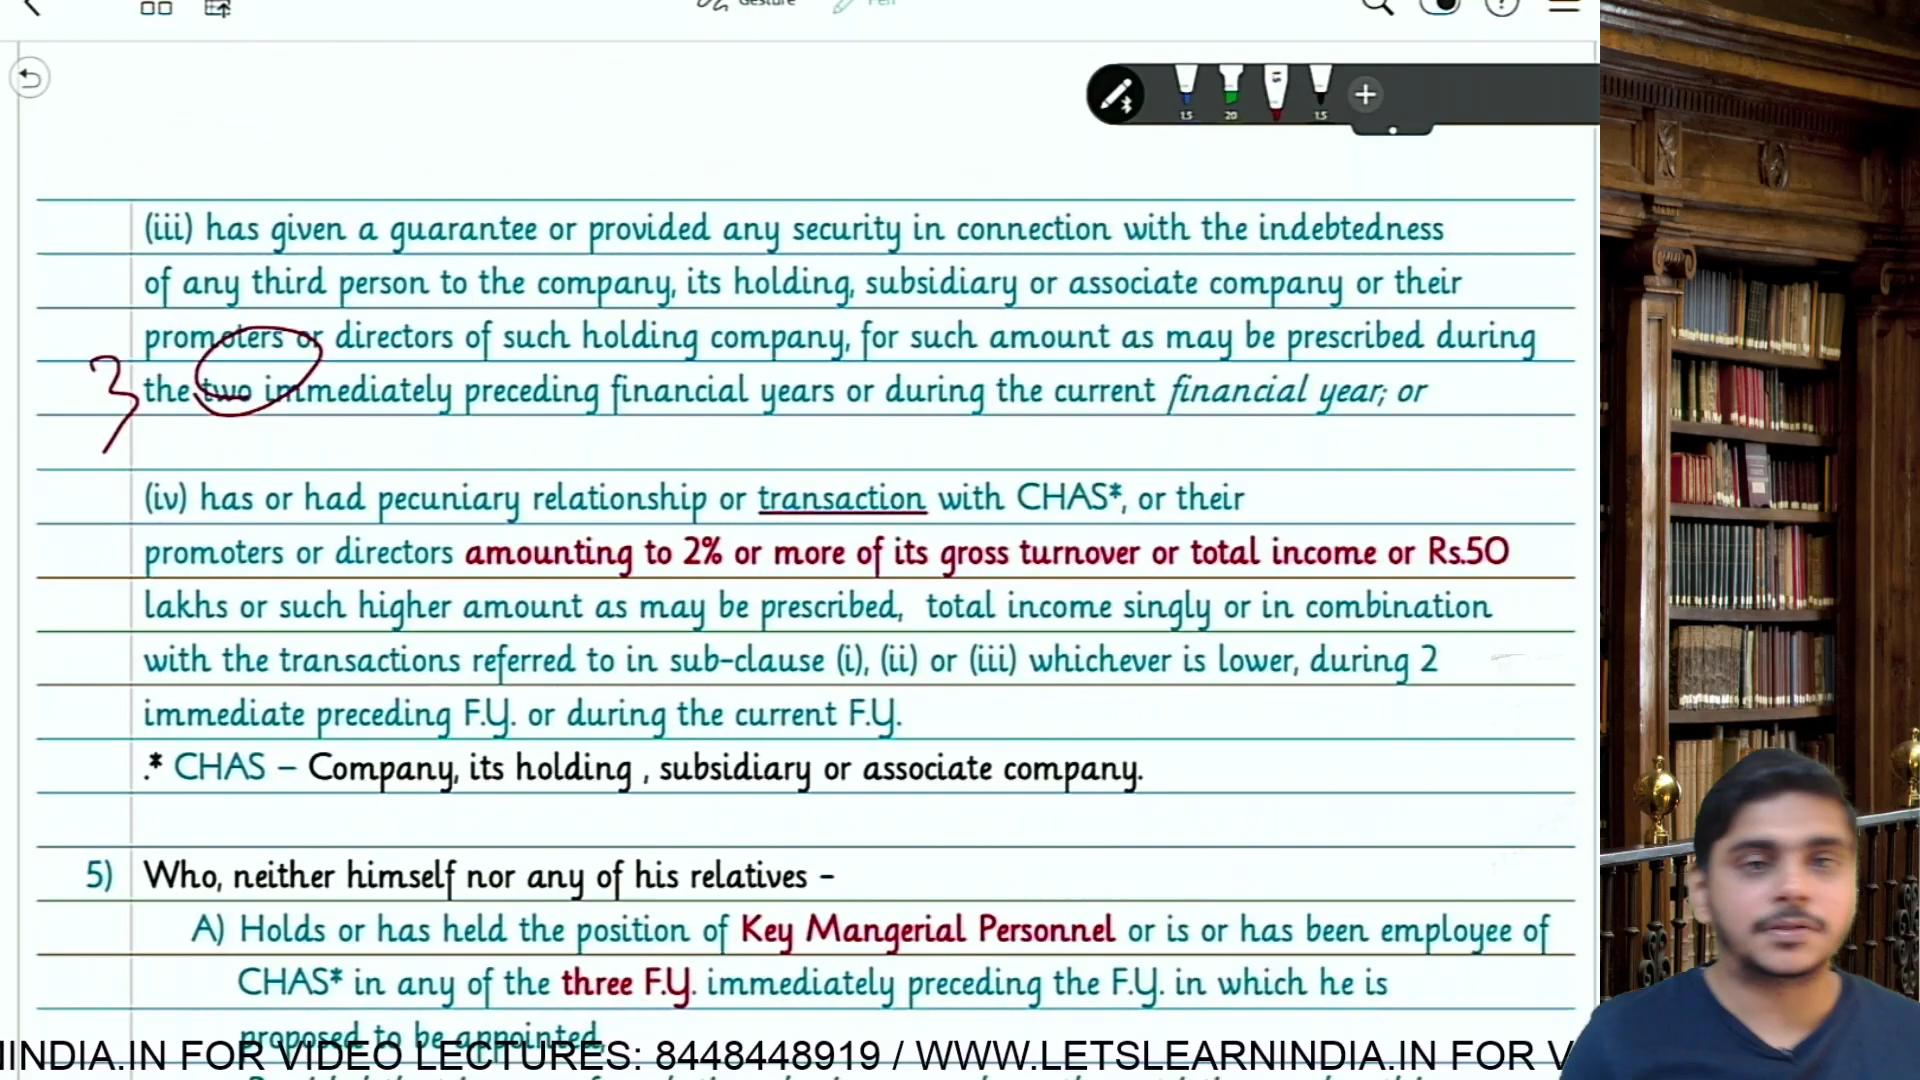 Gesture
Pen
1.5 20 15 1.5
(iii) has given a guarantee or provided any security in connection with the indebtedness
of any third person to the company, its holding, subsidiary or associate company or their
promoters or directors of such holding company, for such amount as may be prescribed during
3 the two immediately preceding financial years or during the current financial year; or
(iv) has or had pecuniary relationship or transaction with CHAS*, or their
promoters or directors amounting to 2% or more of its gross turnover or total income or Rs.50
lakhs or such higher amount as may be prescribed, total income singly or in combination
with the transactions referred to in sub-clause (i), (ii) or (iii) whichever is lower, during 2
immediate preceding F.Y. or during the current F.Y.
.* CHAS – Company, its holding , subsidiary or associate company.
5) Who, neither himself nor any of his relatives –
A) Holds or has held the position of Key Mangerial Personnel or is or has been employee of
CHAS* in any of the three F.Y. immediately preceding the F.Y. in which he is
proposed to be appointed.
INDIA.IN FOR VIDEO LECTURES: 8448448919 / WWW.LETSLEARNINDIA.IN FOR V